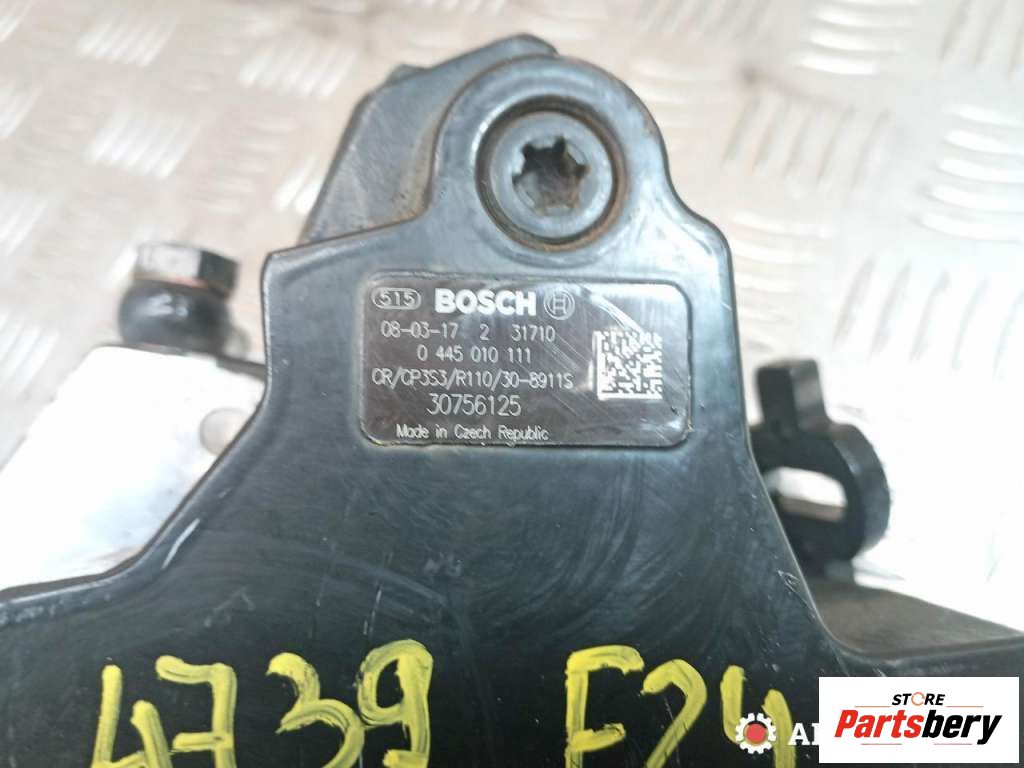 515 BOSCH
08-03-17 2 31710
0 445 010 111
CR/CP3S3/R110/30-8911S
30756125
Made in Czech Republic
4739 F24
STORE
Partsbery